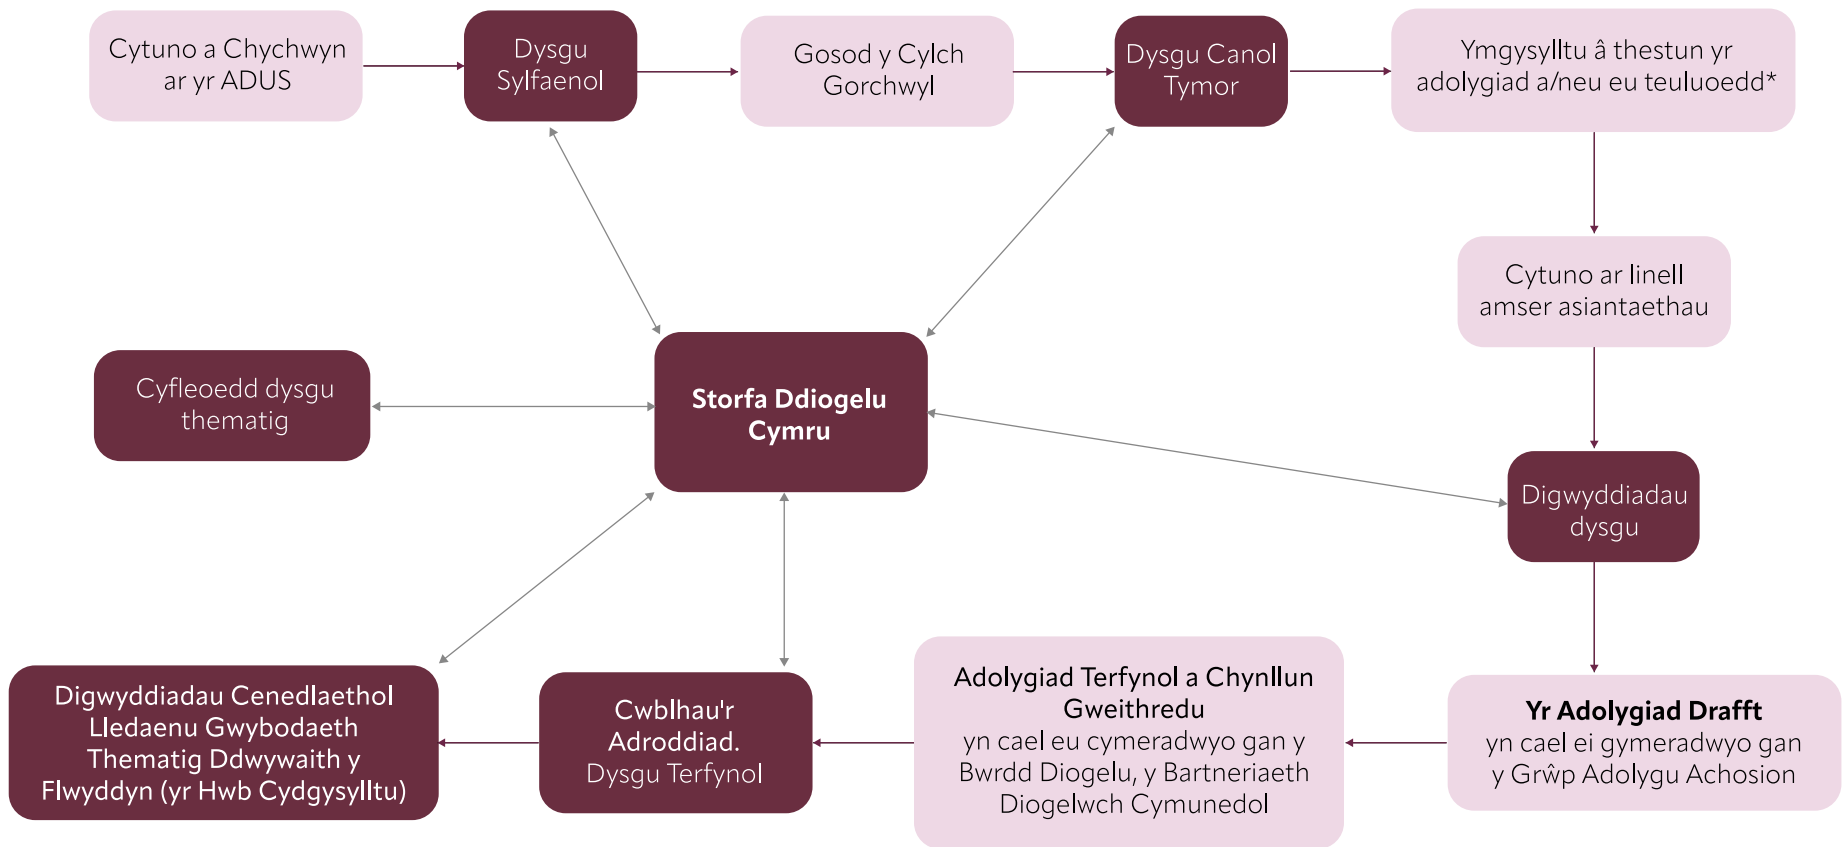 Cytuno a Chychwyn
ar yr ADUS
Dysgu
Sylfaenol
Gosod y Cylch
Gorchwyl
Dysgu Canol
Tymor
Ymgysylltu â thestun yr
adolygiad a/neu eu teuluoedd*
Cytuno ar linell
amser asiantaethau
Storfa Ddiogelu
Cymru
Cyfleoedd dysgu
thematig
Digwyddiadau
dysgu
Digwyddiadau Cenedlaethol
Lledaenu Gwybodaeth
Thematig Ddwywaith y
Flwyddyn (yr Hwb Cydgysylltu)
Cwblhau'r
Adroddiad.
Dysgu Terfynol
Adolygiad Terfynol a Chynllun
Gweithredu
yn cael eu cymeradwyo gan y
Bwrdd Diogelu, y Bartneriaeth
Diogelwch Cymunedol
Yr Adolygiad Drafft
yn cael ei gymeradwyo gan
y Grŵp Adolygu Achosion